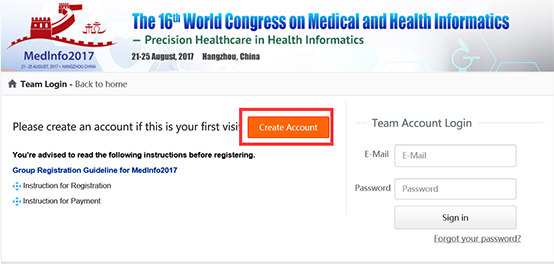 The 16th World Congress on Medical and Health Informatics
– Precision Healthcare in Health Informatics
21-25 August, 2017 Hangzhou, China
MedInfo2017
21-25 AUGUST, 2017 - HANGZHOU CHINA
Team Login - Back to home
Please create an account if this is your first visit
Create Account
You're advised to read the following instructions before registering.
Group Registration Guideline for MedInfo2017
Instruction for Registration
Instruction for Payment
Team Account Login
E-Mail
E-Mail
Password
Password
Sign in
Forgot your password?